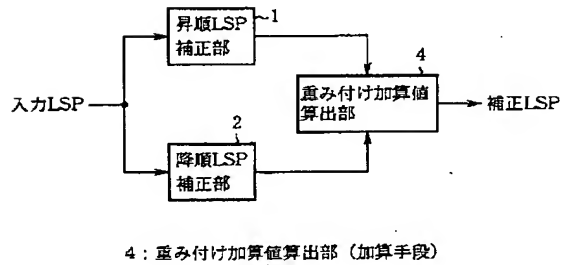 昇順LSP
補正部
1
入力LSP
重み付け加算値
算出部
4
補正LSP
降順LSP
補正部
2
4：重み付け加算値算出部（加算手段）